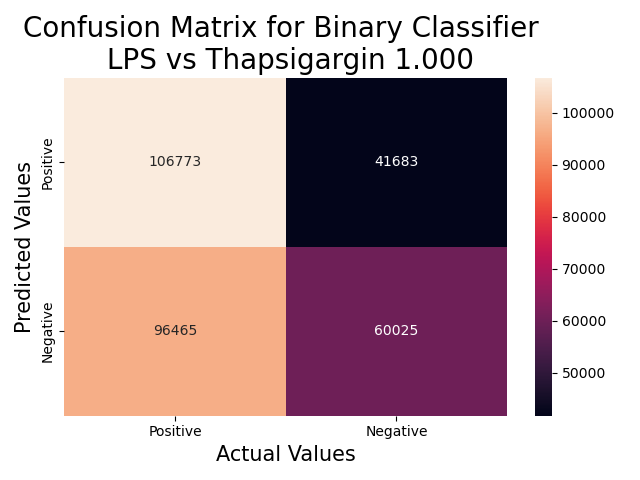 Confusion Matrix for Binary Classifier
LPS vs Thapsigargin 1.000
Predicted Values
Positive
Negative
106773
41683
96465
60025
Positive
Negative
Actual Values
100000
90000
80000
70000
60000
50000